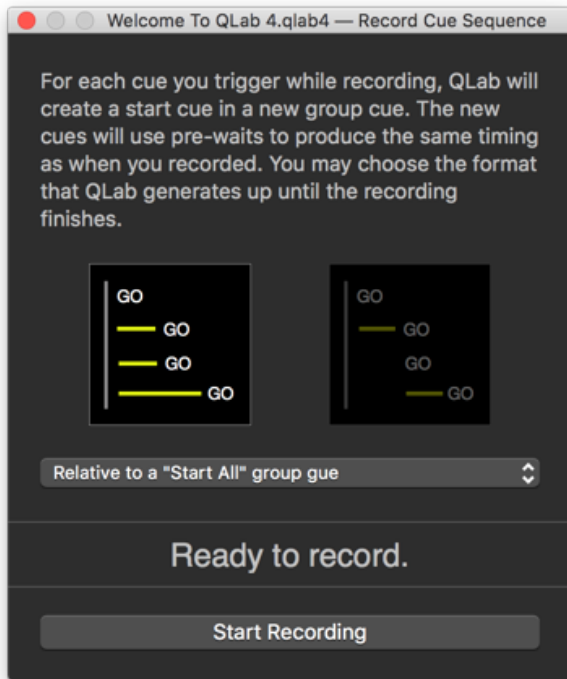 Welcome To QLab 4.qlab4 — Record Cue Sequence
For each cue you trigger while recording, QLab will
create a start cue in a new group cue. The new
cues will use pre-waits to produce the same timing
as when you recorded. You may choose the format
that QLab generates up until the recording
finishes.
GO
GO
GO
GO
GO
GO
GO
GO
Relative to a "Start All" group gue
Ready to record.
Start Recording